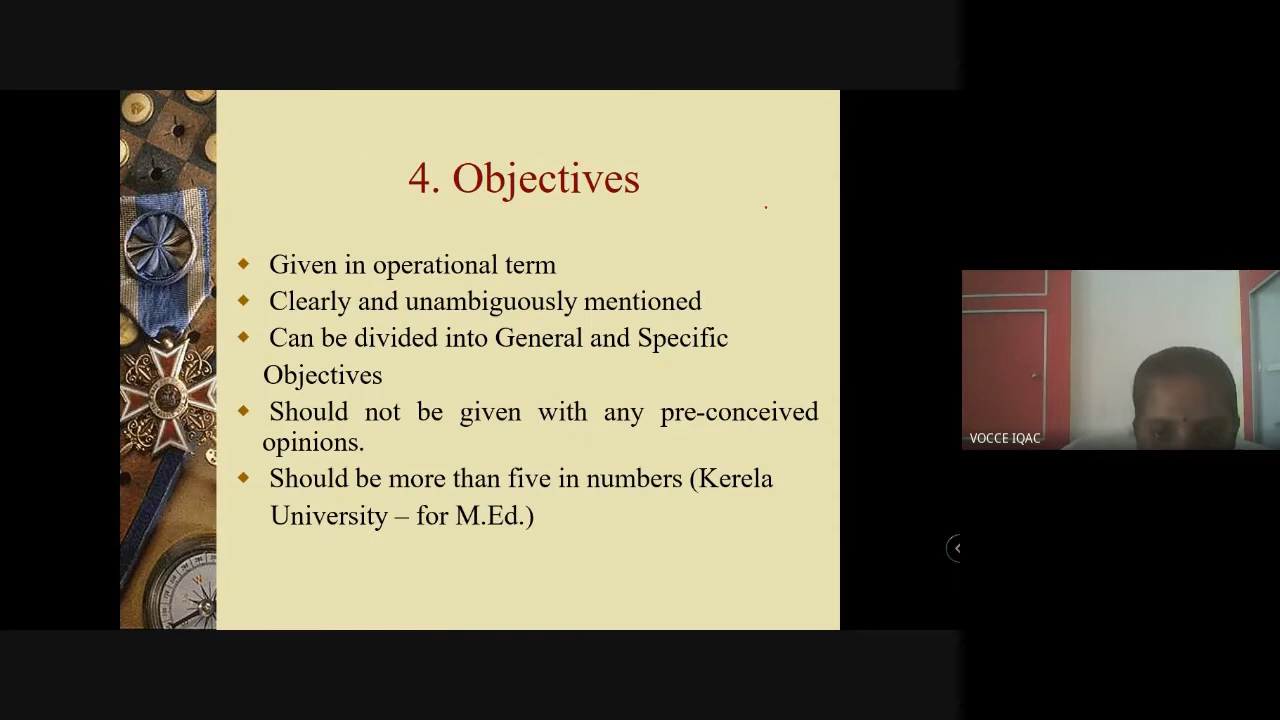 4. Objectives
Given in operational term
Clearly and unambiguously mentioned
Can be divided into General and Specific
Objectives
Should not be given with any pre-conceived
opinions.
Should be more than five in numbers (Kerela
University – for M.Ed.)
VOCCE IQAC